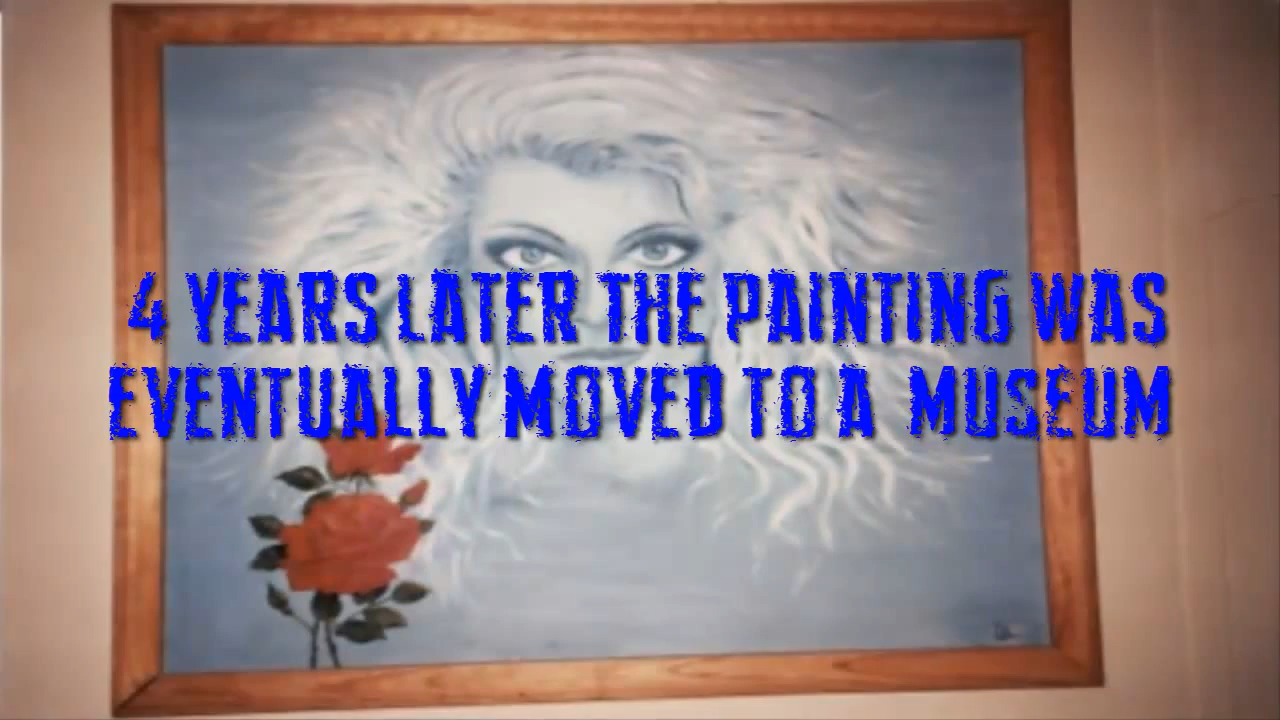 4 YEARS LATER THE PAINTING WAS
EVENTUALLY MOVED TO A MUSEUM